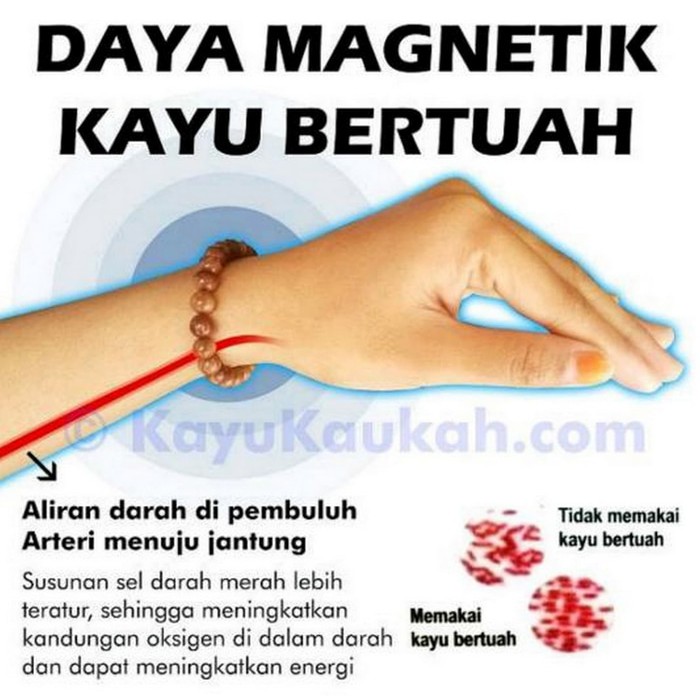 DAYA MAGNETIK
KAYU BERTUAH
© KayuKaukah.com
Aliran darah di pembuluh
Arteri menuju jantung
Susunan sel darah merah lebih
teratur, sehingga meningkatkan
kandungan oksigen di dalam darah
dan dapat meningkatkan energi
Tidak memakai
kayu bertuah
Memakai
kayu bertuah